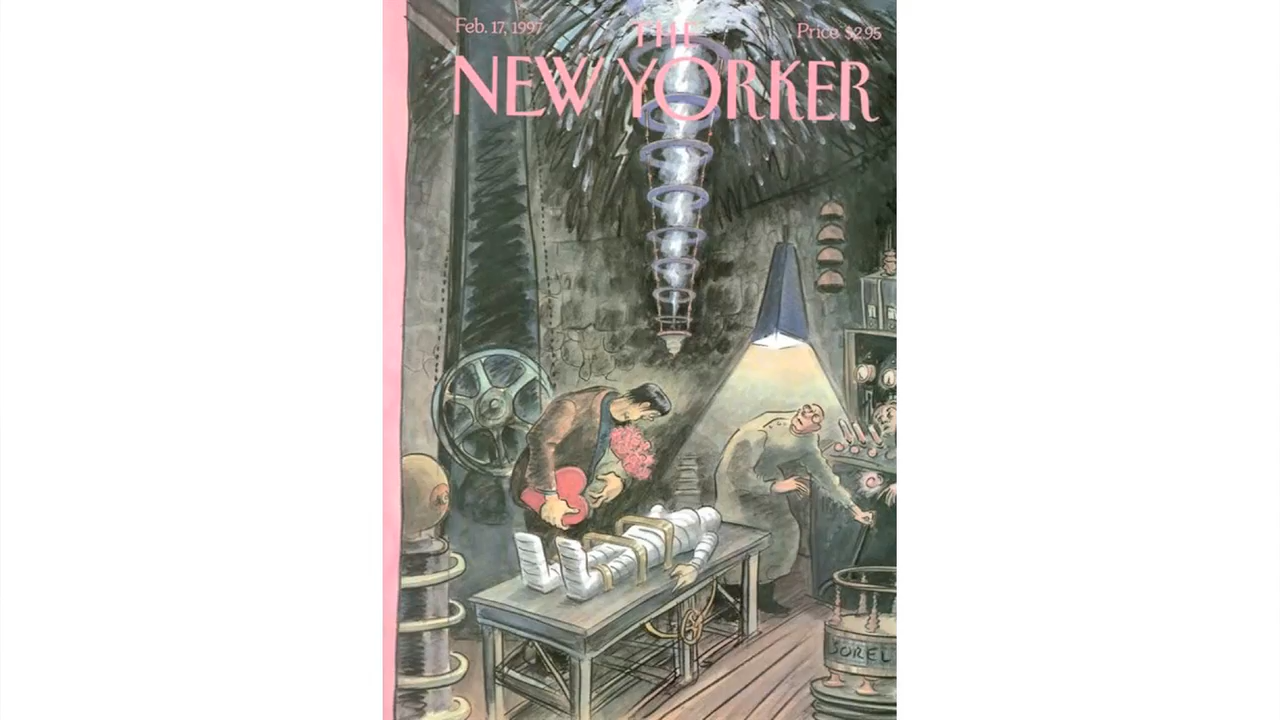 Feb. 17, 1997
THE
Price $2.95
NEW YORKER
SOREL